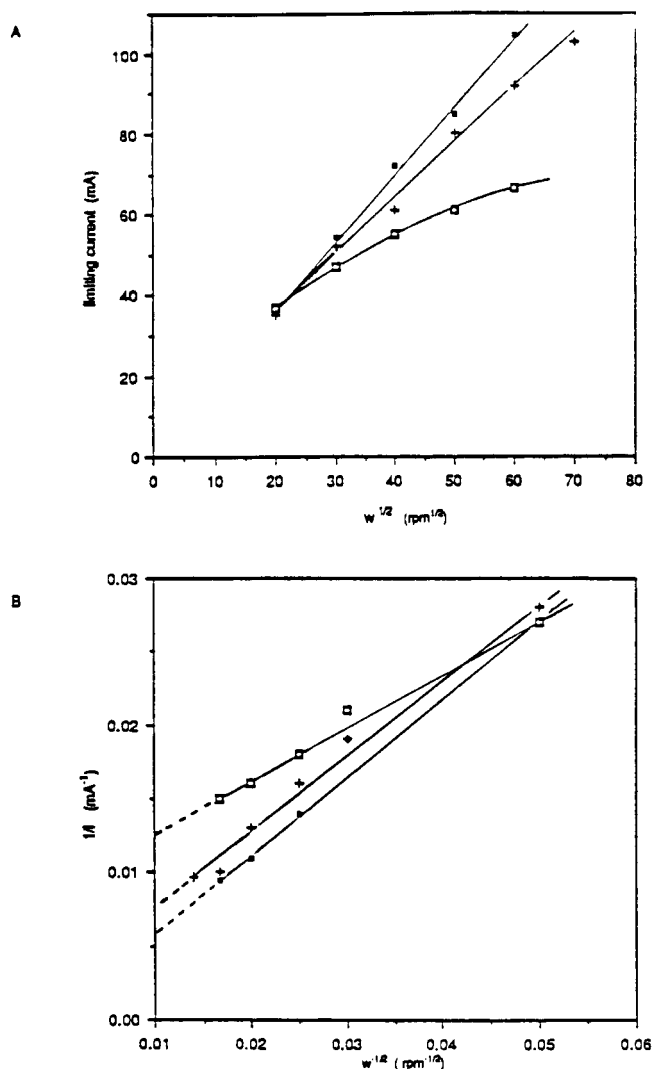 A
limiting current (mA)
100
80
60
40
20
0
0 10 20 30 40 50 60 70 80
w 1/2 (rpm1/2)
B
1/I (mA-1)
0.03
0.02
0.01
0.00
0.01 0.02 0.03 0.04 0.05 0.06
w-1/2 ( rpm-1/2)